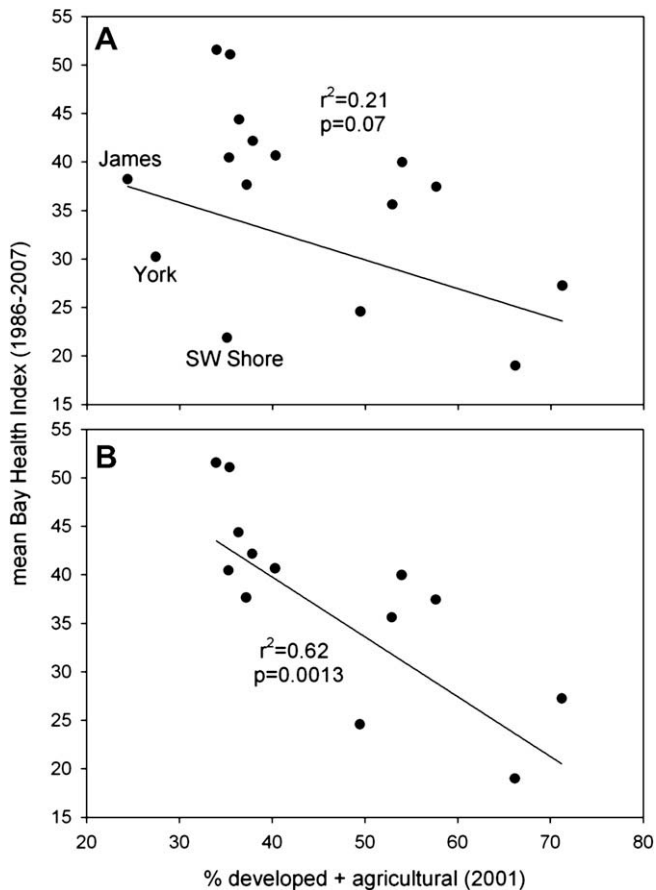 A
55
50
45
40
35
30
25
20
15
r²=0.21
p=0.07
James
York
SW Shore
mean Bay Health Index (1986-2007)
B
55
50
45
40
35
30
25
20
15
r²=0.62
p=0.0013
20 30 40 50 60 70 80
% developed + agricultural (2001)